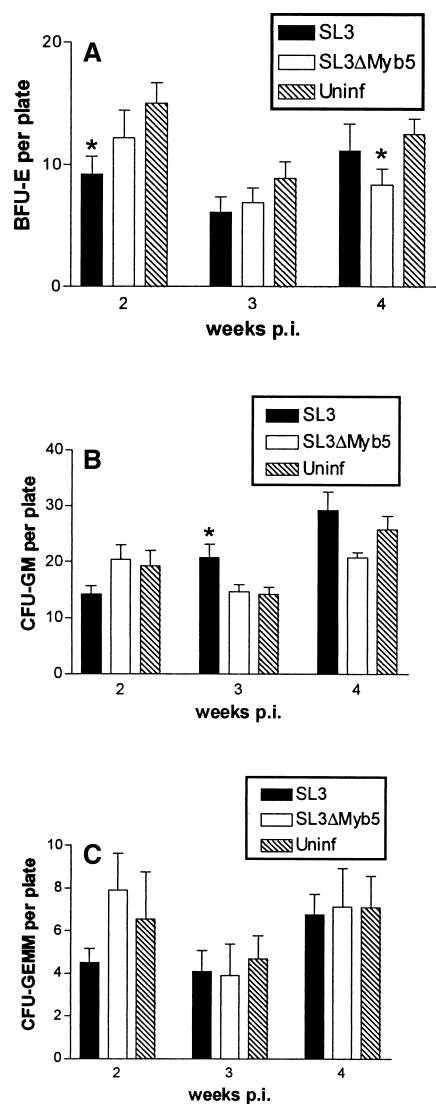 A
SL3
SL3ΔMyb5
Uninf
BFU-E per plate
20
10
0
*
*
2
3
4
weeks p.i.
B
SL3
SL3ΔMyb5
Uninf
CFU-GM per plate
40
30
20
10
0
*
2
3
4
weeks p.i.
C
SL3
SL3ΔMyb5
Uninf
CFU-GEMM per plate
10
8
6
4
2
0
2
3
4
weeks p.i.